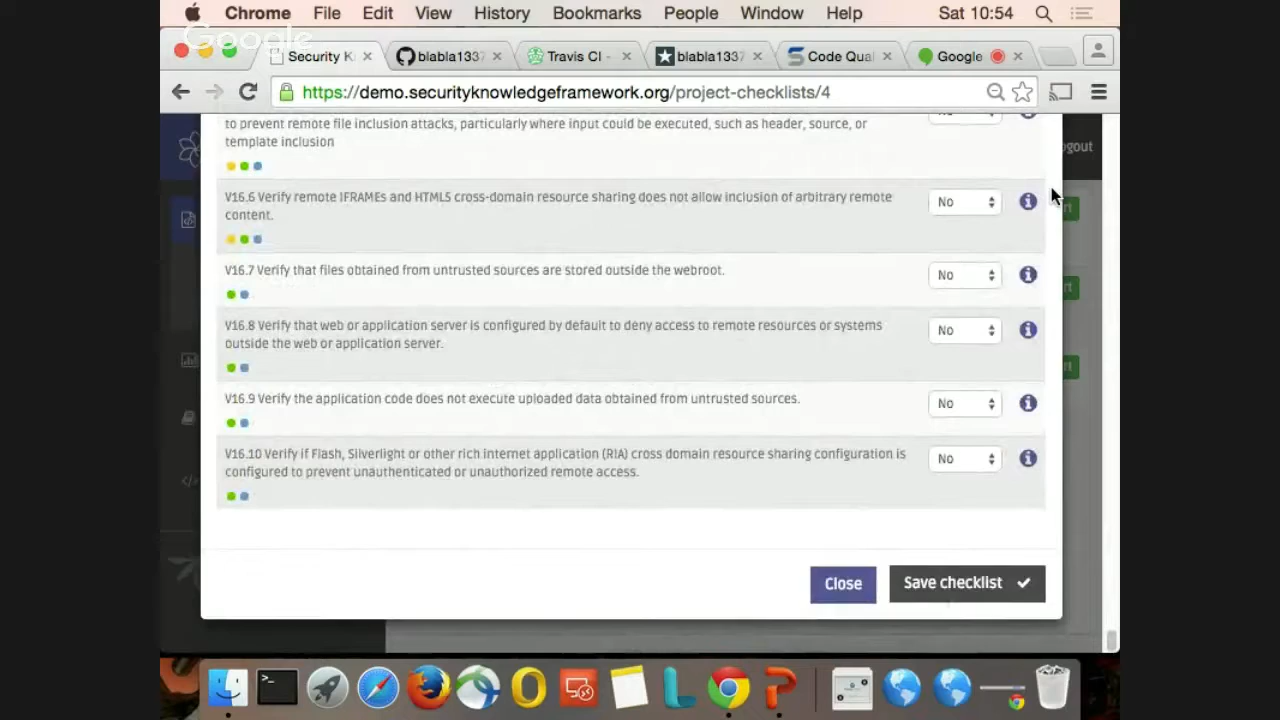 Chrome File Edit View History Bookmarks People Window Help Sat 10:54
Google
Security K blabla1337 Travis CI - blabla1337 Code Qual Google
https://demo.securityknowledgeframework.org/project-checklists/4
to prevent remote file inclusion attacks, particularly where input could be executed, such as header, source, or
template inclusion
ogout
V16.6 Verify remote IFRAMEs and HTML5 cross-domain resource sharing does not allow inclusion of arbitrary remote
content.
No
rt
V16.7 Verify that files obtained from untrusted sources are stored outside the webroot.
No
rt
V16.8 Verify that web or application server is configured by default to deny access to remote resources or systems
outside the web or application server.
No
rt
V16.9 Verify the application code does not execute uploaded data obtained from untrusted sources.
No
V16.10 Verify if Flash, Silverlight or other rich internet application (RIA) cross domain resource sharing configuration is
configured to prevent unauthenticated or unauthorized remote access.
No
Close
Save checklist